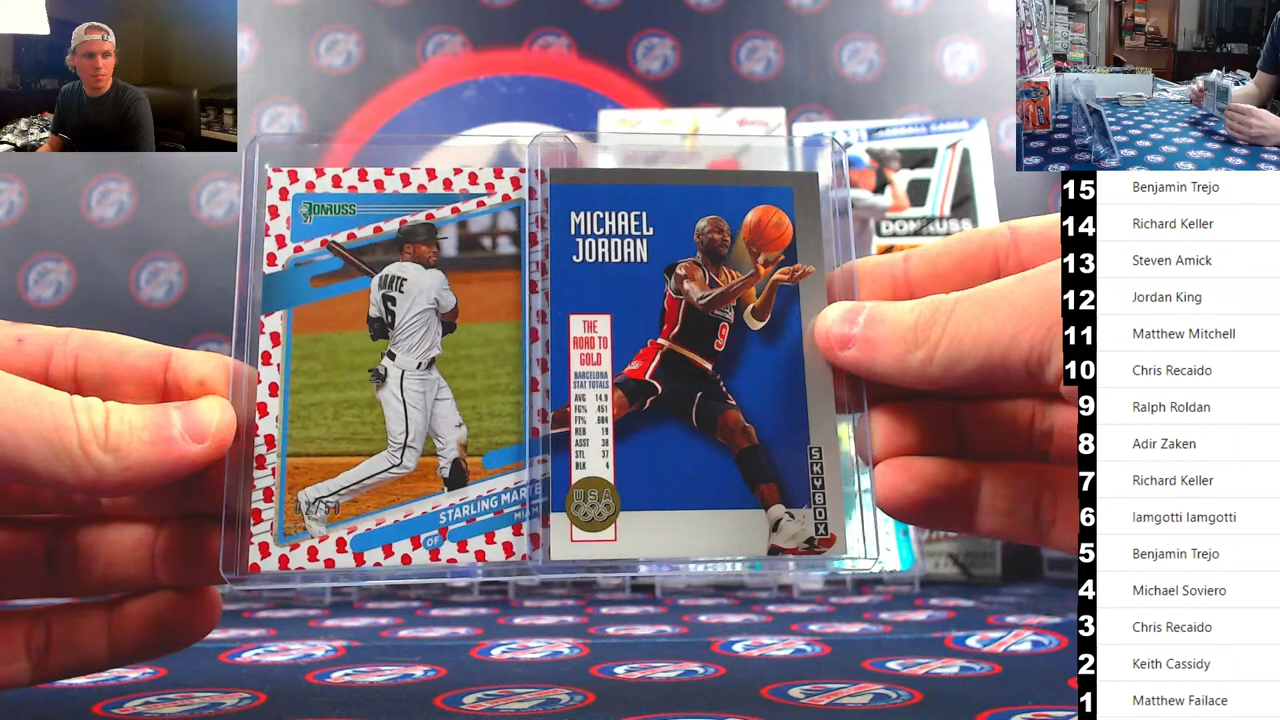 DONRUSS
MARTE
6
STARLING MARTE
OF
MIAMI
MICHAEL
JORDAN
THE
ROAD TO
GOLD
BARCELONA
STAT TOTALS
AVG 14.9
FG% .451
FT% .684
REB 19
ASST 38
STL 37
BLK 4
USA
9
SKYBOX
DONRUSS
15 Benjamin Trejo
14 Richard Keller
13 Steven Amick
12 Jordan King
11 Matthew Mitchell
10 Chris Recaido
9 Ralph Roldan
8 Adir Zaken
7 Richard Keller
6 Iamgotti Iamgotti
5 Benjamin Trejo
4 Michael Soviero
3 Chris Recaido
2 Keith Cassidy
1 Matthew Failace